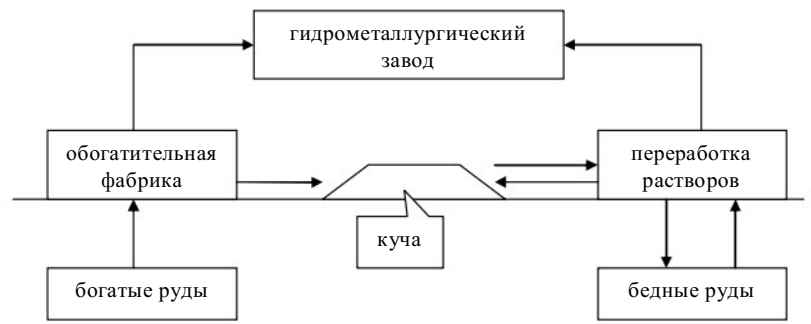 гидрометаллургический
завод
обогатительная
фабрика
переработка
растворов
куча
богатые руды
бедные руды